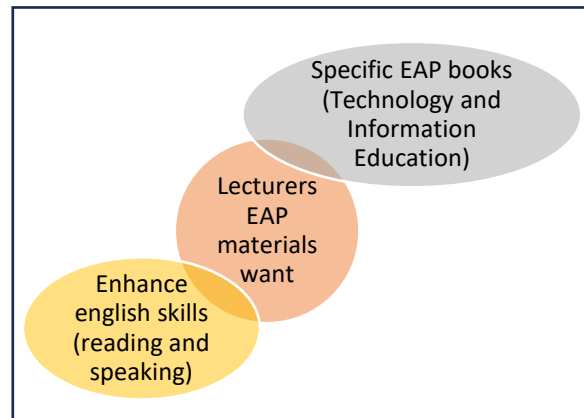 Specific EAP books
(Technology and
Information
Education)
Lecturers
EAP
materials
want
Enhance
english skills
(reading and
speaking)